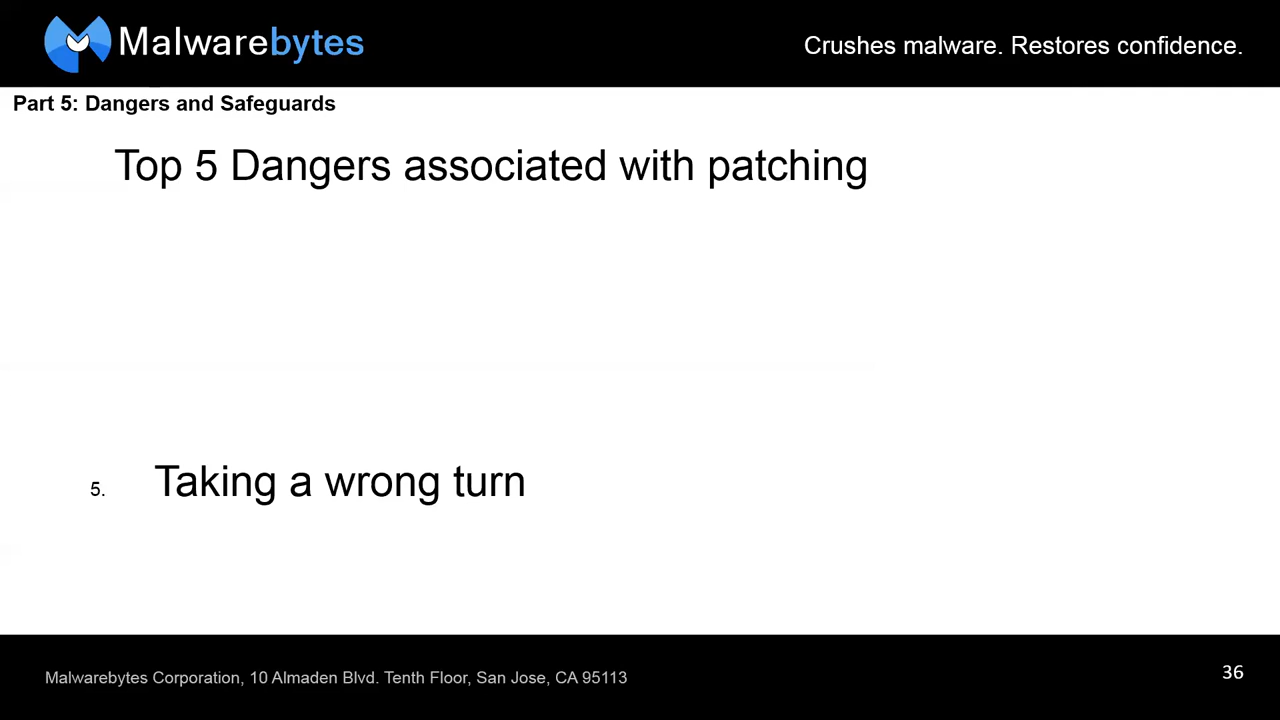 Malwarebytes
Crushes malware. Restores confidence.
Part 5: Dangers and Safeguards
Top 5 Dangers associated with patching
5. Taking a wrong turn
Malwarebytes Corporation, 10 Almaden Blvd. Tenth Floor, San Jose, CA 95113
36